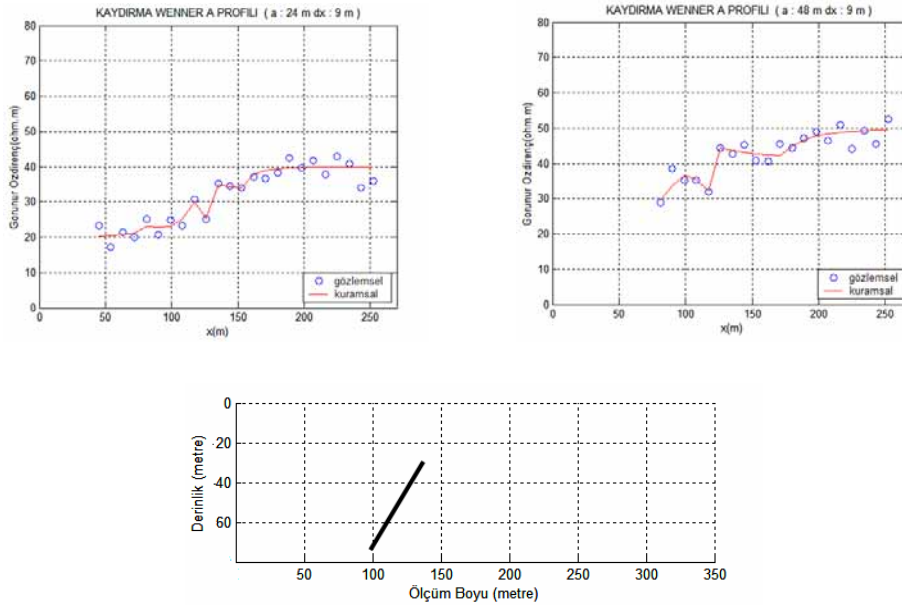 KAYDIRMA WENNER A PROFILI ( a : 24 m dx : 9 m )
Gorunur Ozdirenç(ohm.m)
80
70
60
50
40
30
20
10
0
0 50 100 150 200 250
x(m)
gözlemsel
kuramsal
KAYDIRMA WENNER A PROFILI ( a : 48 m dx : 9 m )
Gorunur Ozdirenç(ohm.m)
80
70
60
50
40
30
20
10
0
0 50 100 150 200 250
x(m)
gözlemsel
kuramsal
Derinlik (metre)
0
-20
-40
60
50 100 150 200 250 300 350
Ölçüm Boyu (metre)